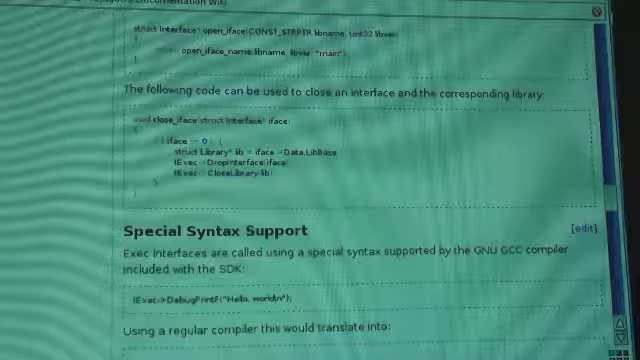 Documentation Wiki
struct Interface* open_iface(CONST_STRPTR libname, uint32 libver)
{
open_iface_name(libname, libver, "main")
}
The following code can be used to close an interface and the corresponding library:
void close_iface(struct Interface* iface)
{
iface != 0 {
struct Library* lib = iface->Data.LibBase
IExec->DropInterface(iface)
IExec->CloseLibrary(lib)
}
}
Special Syntax Support [edit]
Exec Interfaces are called using a special syntax supported by the GNU GCC compiler
included with the SDK:
IExec->DebugPrintF("Hello, world\n");
Using a regular compiler this would translate into: